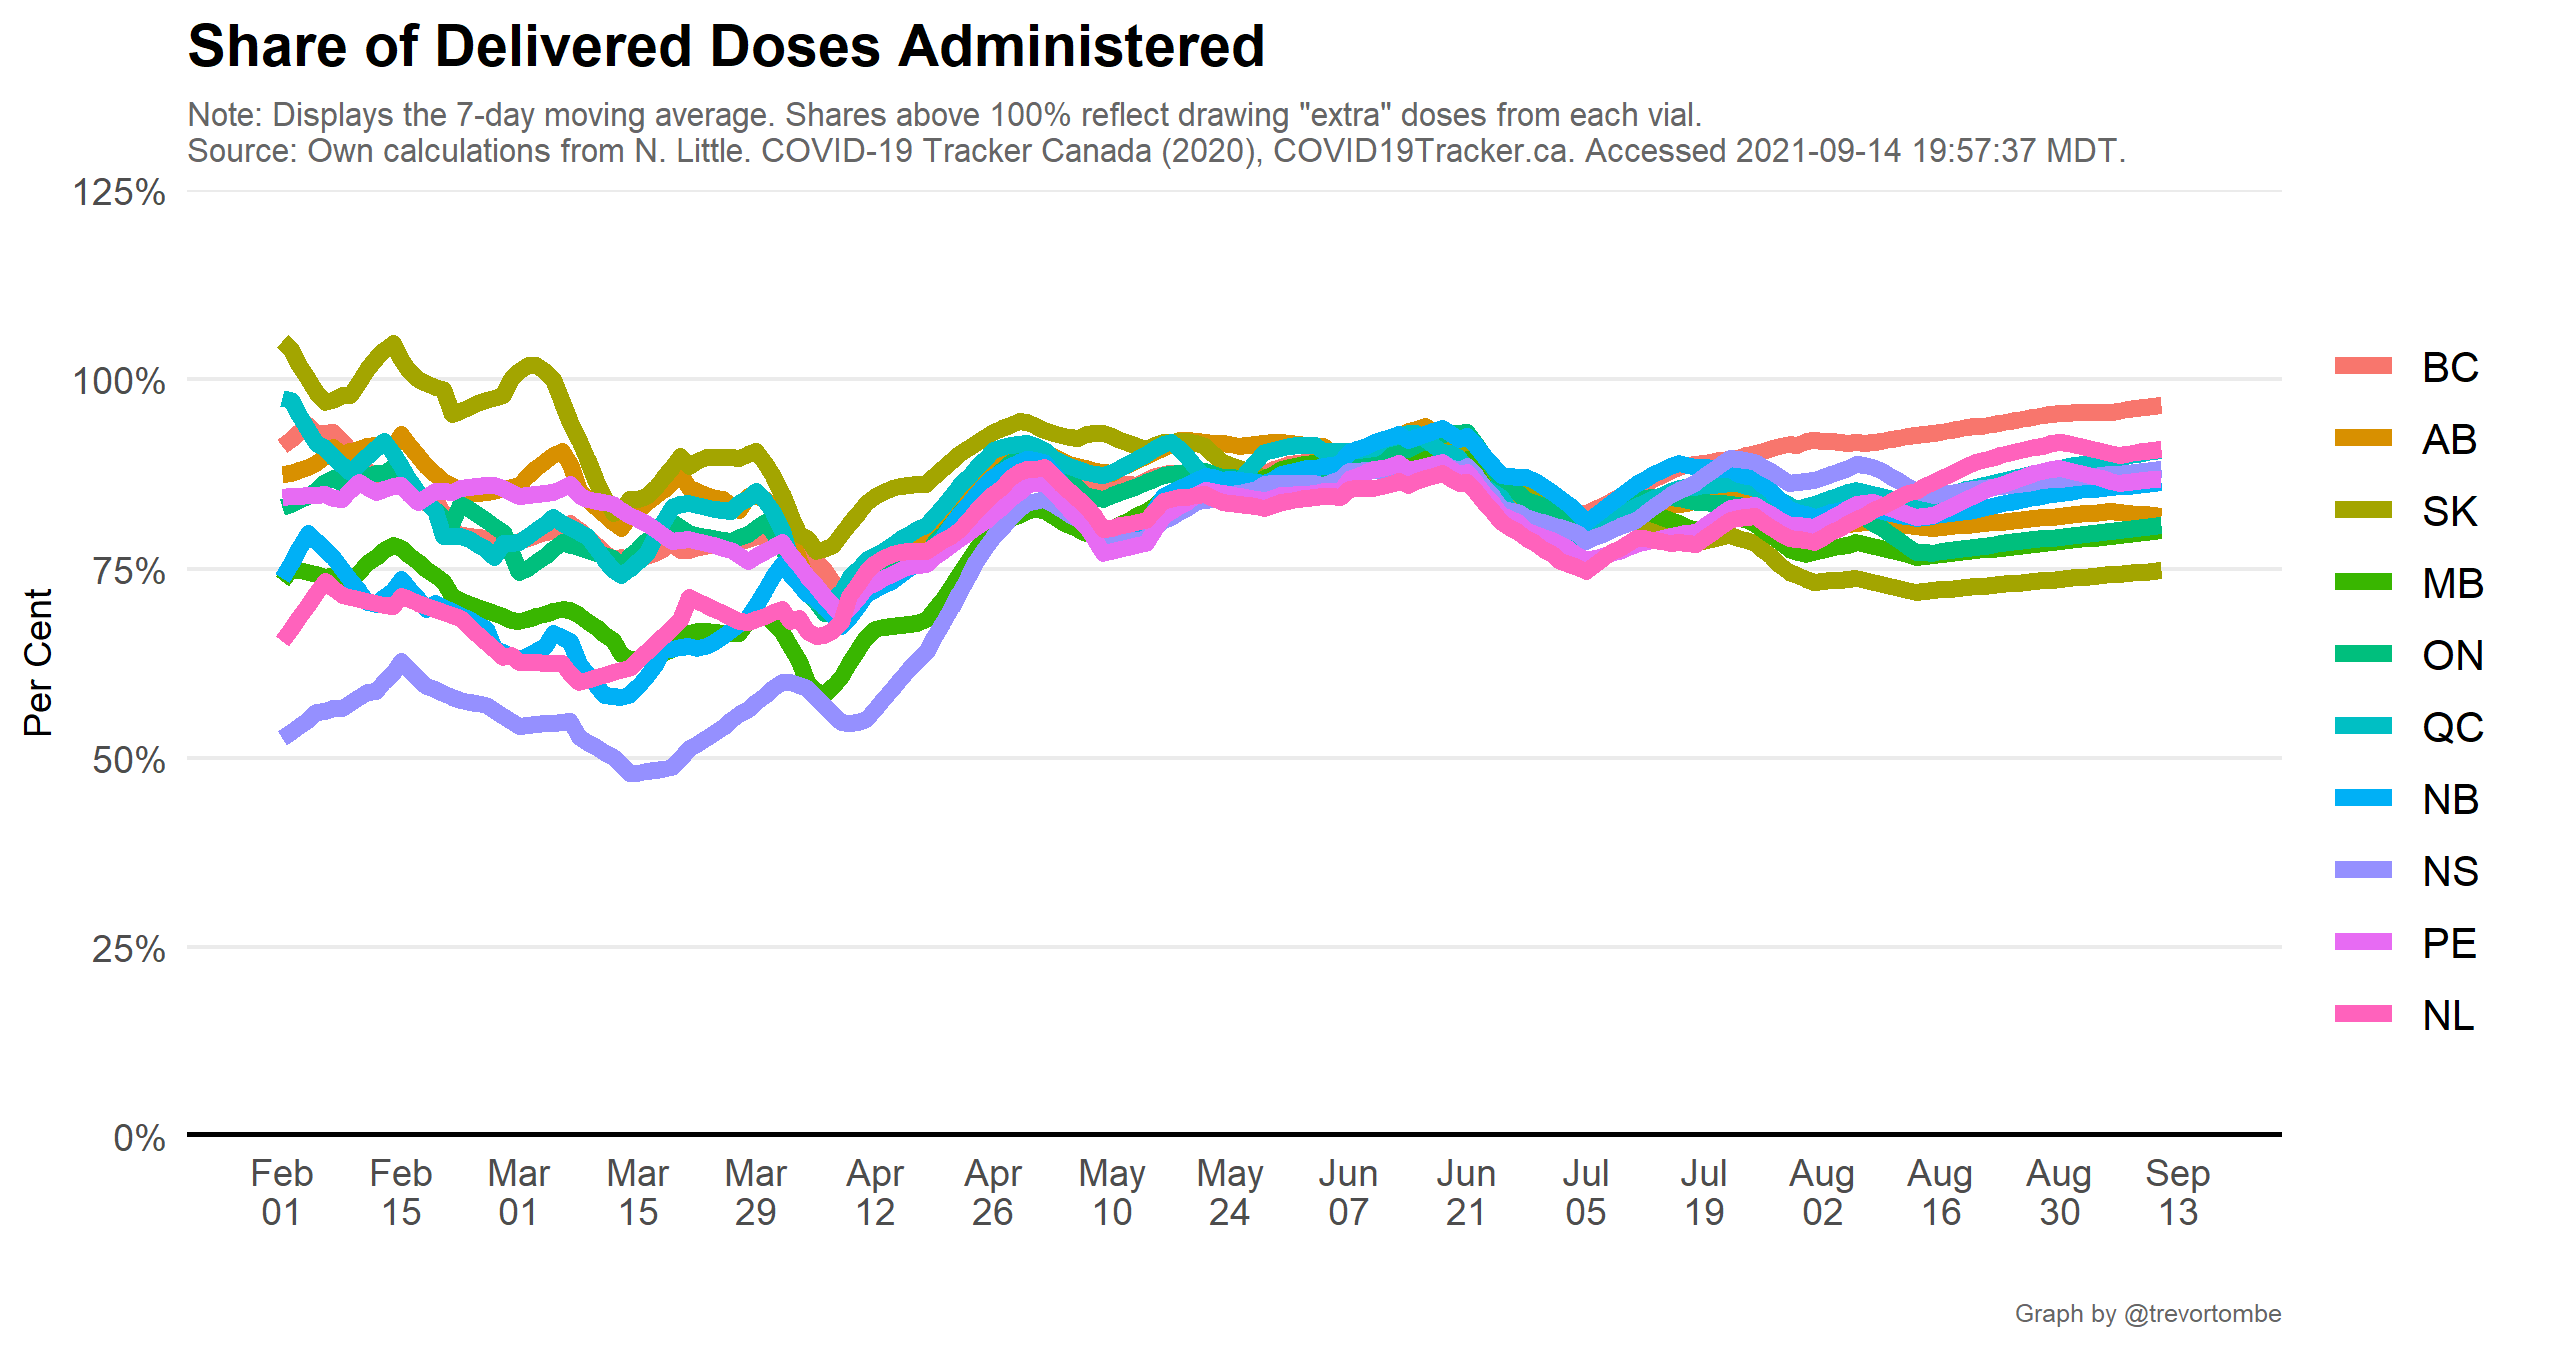 Share of Delivered Doses Administered
Note: Displays the 7-day moving average. Shares above 100% reflect drawing "extra" doses from each vial.
Source: Own calculations from N. Little. COVID-19 Tracker Canada (2020), COVID19Tracker.ca. Accessed 2021-09-14 19:57:37 MDT.
125%
100%
75%
50%
25%
0%
Per Cent
Feb 01
Feb 15
Mar 01
Mar 15
Mar 29
Apr 12
Apr 26
May 10
May 24
Jun 07
Jun 21
Jul 05
Jul 19
Aug 02
Aug 16
Aug 30
Sep 13
BC
AB
SK
MB
ON
QC
NB
NS
PE
NL
Graph by @trevortombe